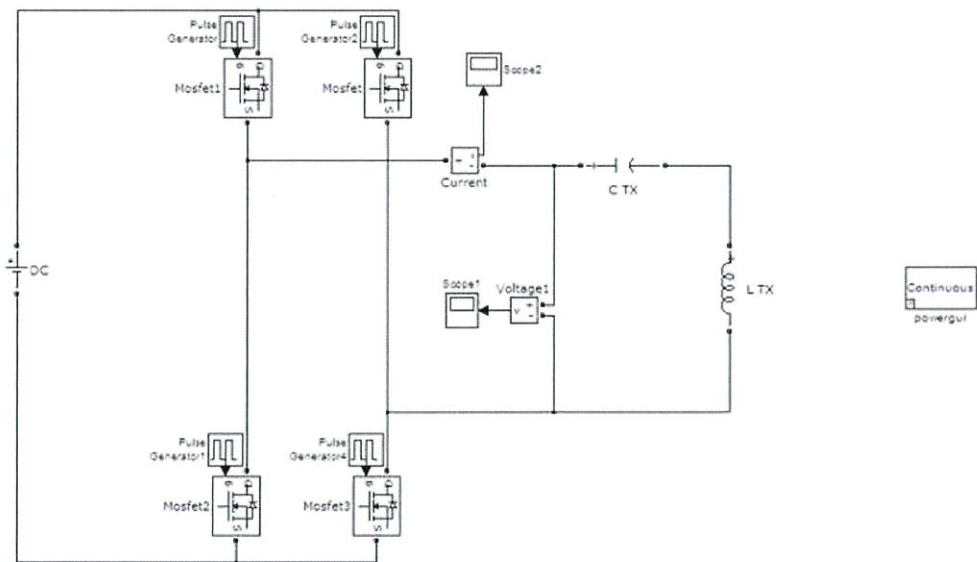 Pulse
Generator
Pulse
Generator2
Mosfet1
Mosfet
Scope2
Current
C TX
DC
Scope1
Voltage1
L TX
Continuous
powergui
Pulse
Generator1
Pulse
Generator4
Mosfet2
Mosfet3